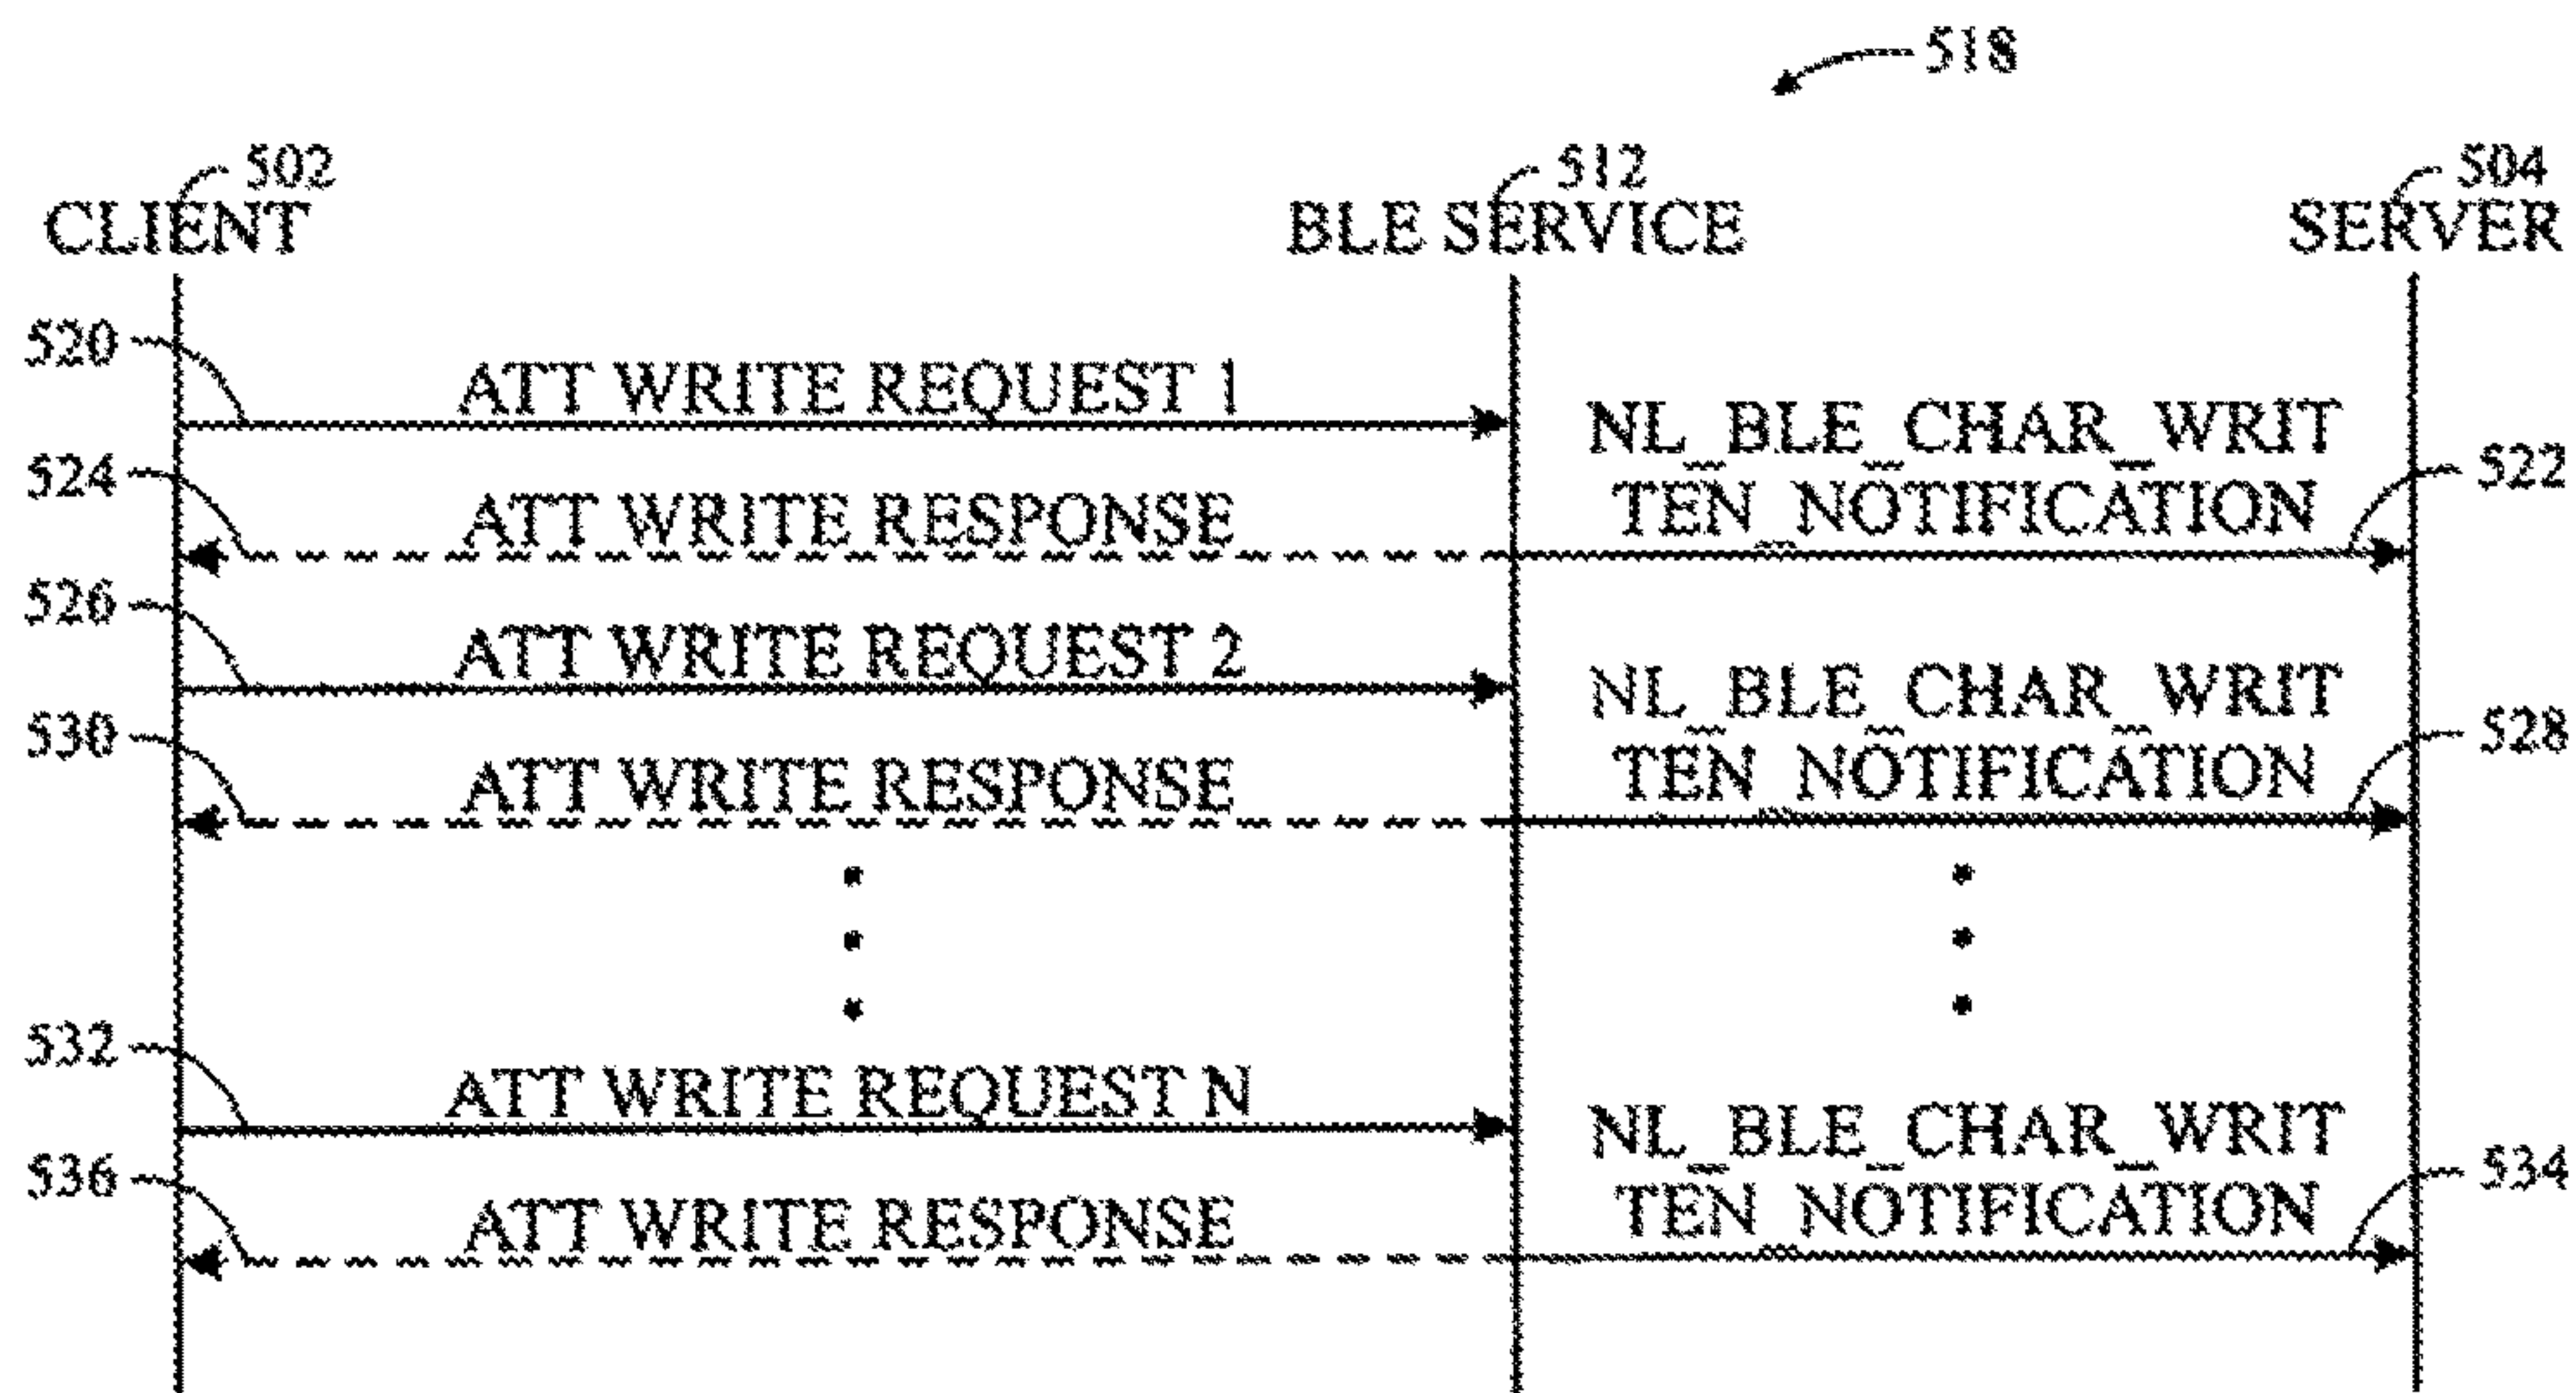 518
502
512
504
CLIENT
BLE SERVICE
SERVER
520
ATT WRITE REQUEST 1
NL_BLE_CHAR_WRIT
TEN_NOTIFICATION
522
524
ATT WRITE RESPONSE
526
ATT WRITE REQUEST 2
NL_BLE_CHAR_WRIT
TEN_NOTIFICATION
528
530
ATT WRITE RESPONSE
532
ATT WRITE REQUEST N
NL_BLE_CHAR_WRIT
TEN_NOTIFICATION
534
536
ATT WRITE RESPONSE